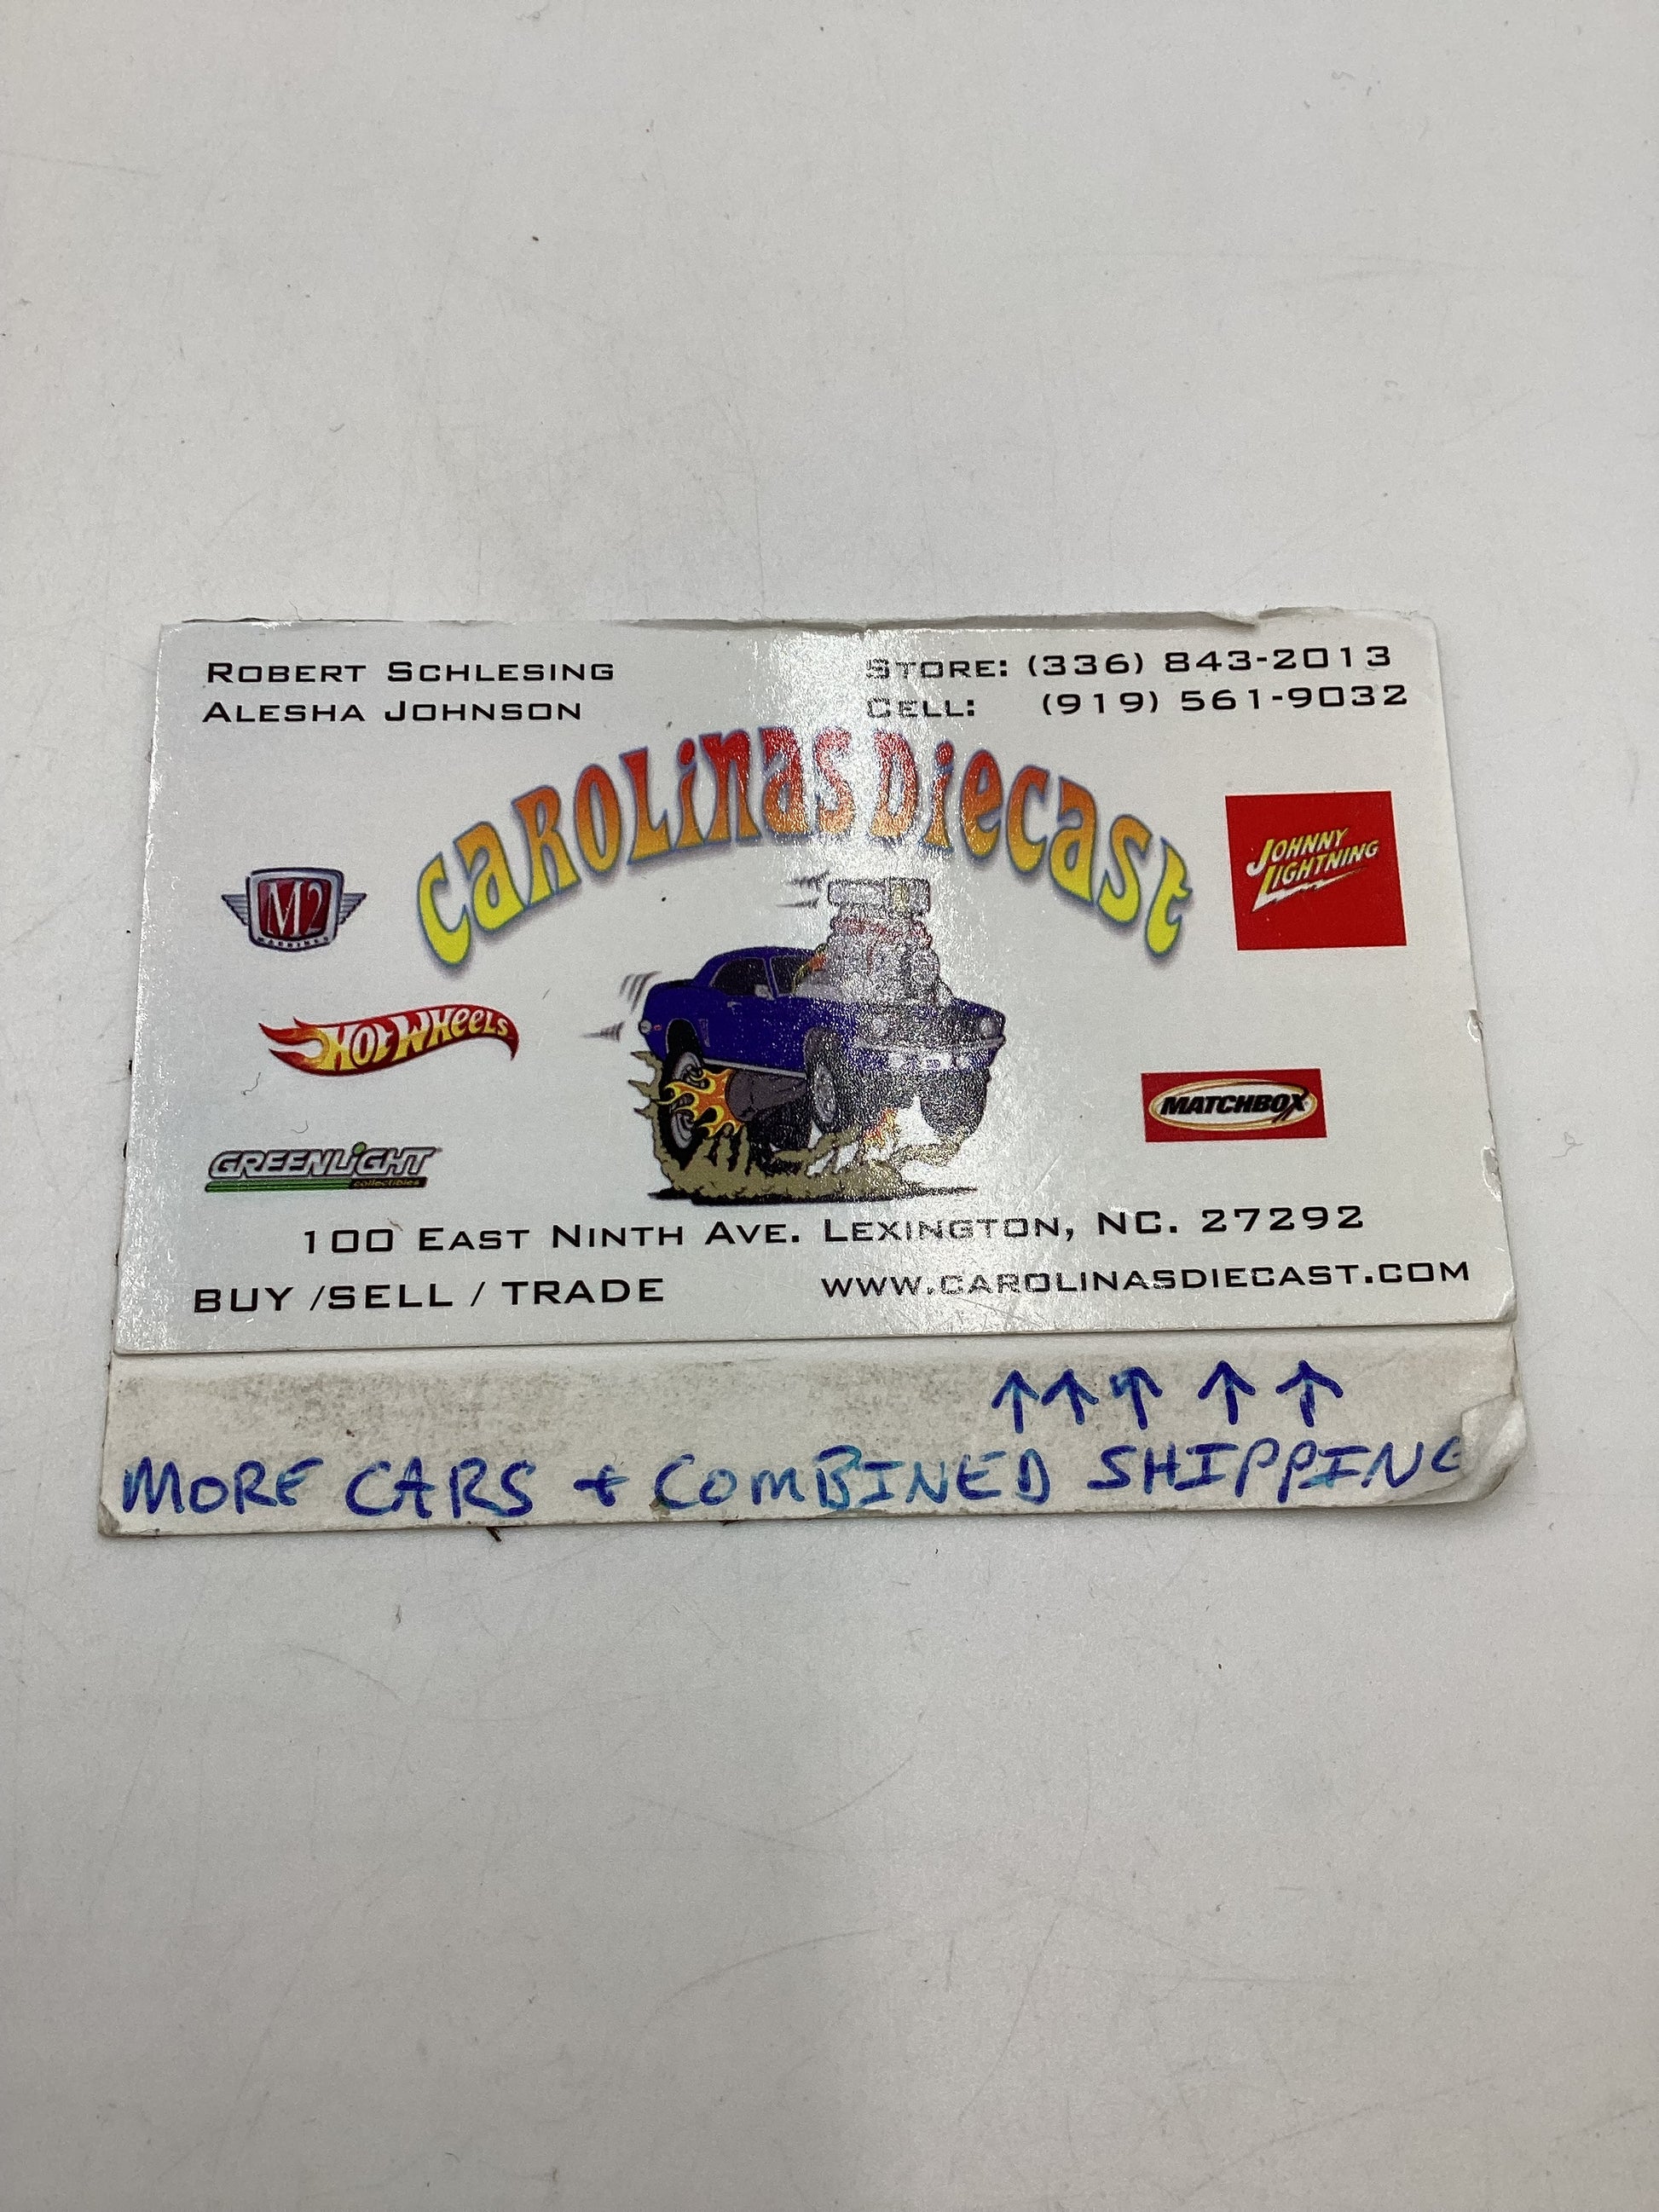 ROBERT SCHLESING
ALESHA JOHNSON
STORE: (336) 843-2013
CELL: (919) 561-9032
CAROLINAS DIECAST
M2
MACHINES
JOHNNY
LIGHTNING
HOT WHEELS
MATCHBOX
GREENLIGHT
collectibles
100 EAST NINTH AVE. LEXINGTON, NC. 27292
BUY /SELL / TRADE
WWW.CAROLINASDIECAST.COM
MORE CARS + COMBINED SHIPPING